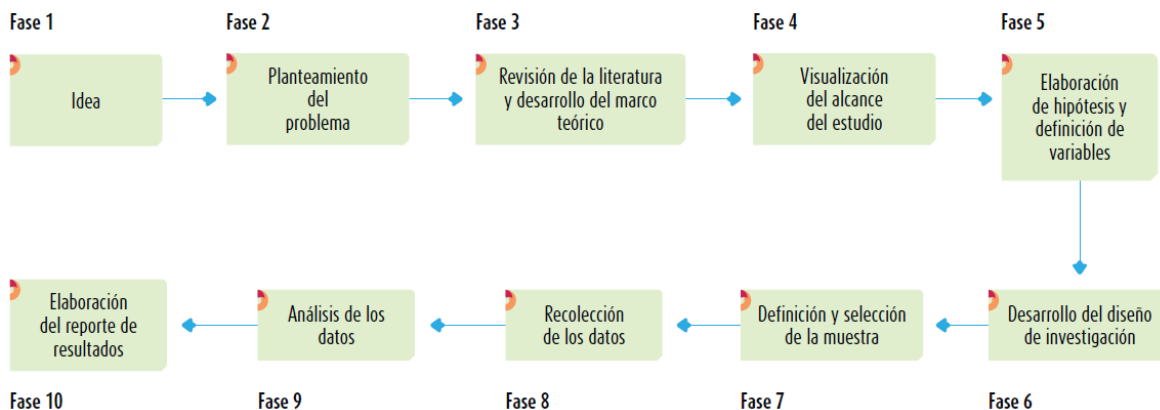 Fase 1
Idea
Fase 2
Planteamiento
del
problema
Fase 3
Revisión de la literatura
y desarrollo del marco
teórico
Fase 4
Visualización
del alcance
del estudio
Fase 5
Elaboración
de hipótesis y
definición de
variables
Desarrollo del diseño
de investigación
Fase 6
Definición y selección
de la muestra
Fase 7
Recolección
de los datos
Fase 8
Análisis de los
datos
Fase 9
Elaboración
del reporte de
resultados
Fase 10